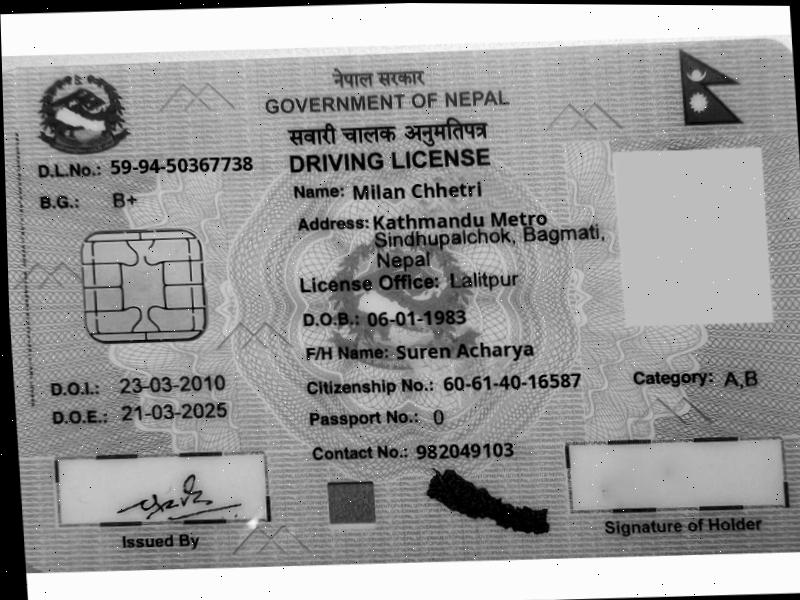 नेपाल सरकार
GOVERNMENT OF NEPAL
सवारी चालक अनुमतिपत्र
DRIVING LICENSE
D.L.No.: 59-94-50367738
B.G.: B+
Name: Milan Chhetri
Address: Kathmandu Metro
Sindhupalchok, Bagmati,
Nepal
License Office: Lalitpur
D.O.B.: 06-01-1983
F/H Name: Suren Acharya
D.O.I.: 23-03-2010
Citizenship No.: 60-61-40-16587
Category: A,B
D.O.E.: 21-03-2025
Passport No.: 0
Contact No.: 982049103
Issued By
Signature of Holder